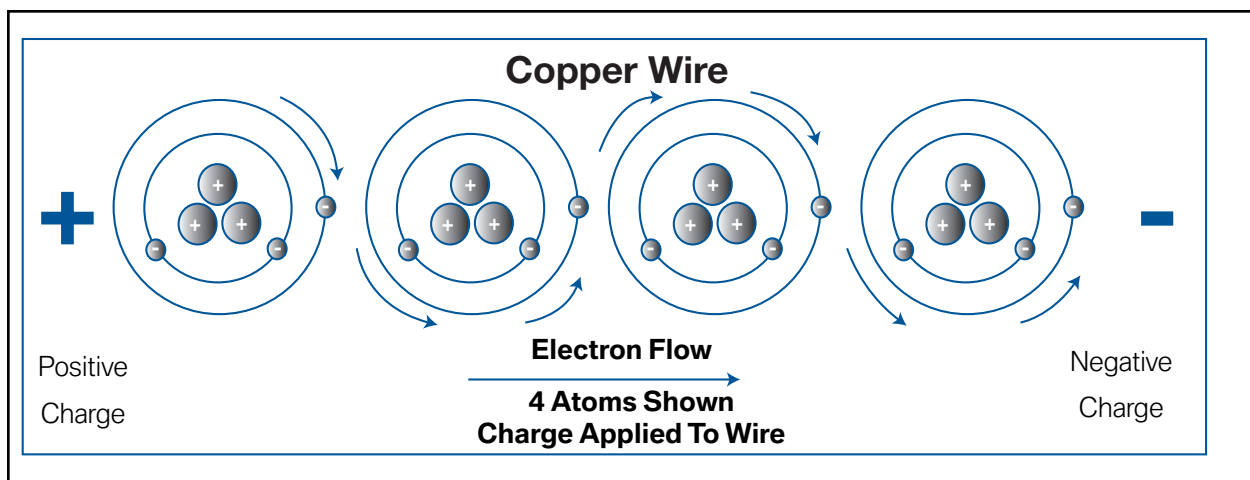 Copper Wire
+
-
Positive
Charge
Electron Flow
4 Atoms Shown
Charge Applied To Wire
Negative
Charge
+
+ +
- -
-
+
+ +
- -
-
+
+ +
- -
-
+
+ +
- -
-